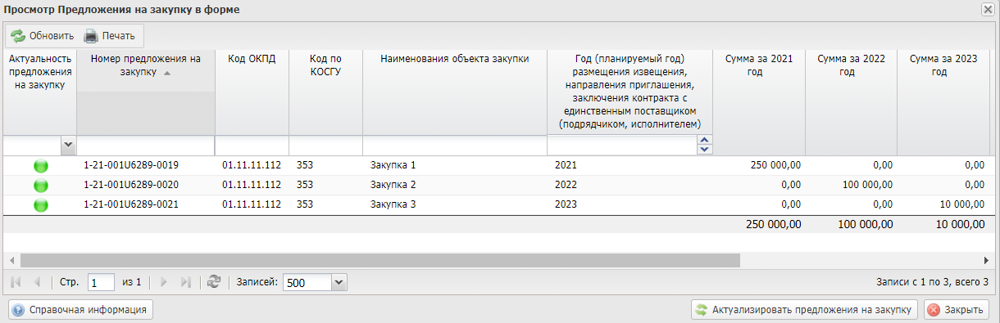 Просмотр Предложения на закупку в форме
Обновить Печать
Актуальность предложения на закупку
Номер предложения на закупку
Код ОКПД
Код по КОСГУ
Наименования объекта закупки
Год (планируемый год) размещения извещения, направления приглашения, заключения контракта с единственным поставщиком (подрядчиком, исполнителем)
Сумма за 2021 год
Сумма за 2022 год
Сумма за 2023 год
1-21-001U6289-0019 01.11.11.112 353 Закупка 1 2021 250 000,00 0,00 0,00
1-21-001U6289-0020 01.11.11.112 353 Закупка 2 2022 0,00 100 000,00 0,00
1-21-001U6289-0021 01.11.11.112 353 Закупка 3 2023 0,00 0,00 10 000,00
250 000,00 100 000,00 10 000,00
Стр. 1 из 1 Записей: 500 Записи с 1 по 3, всего 3
Справочная информация Актуализировать предложения на закупку Закрыть